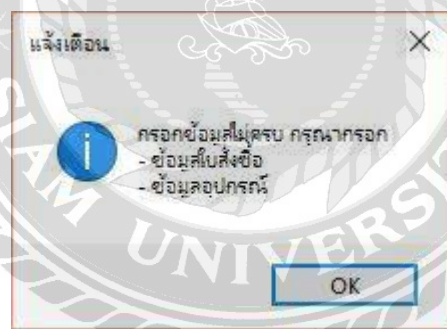 แจ้งเตือน
กรอกข้อมูลไม่ครบ กรุณากรอก
- ข้อมูลใบสั่งซื้อ
- ข้อมูลอุปกรณ์
OK
SIAM UNIVERS